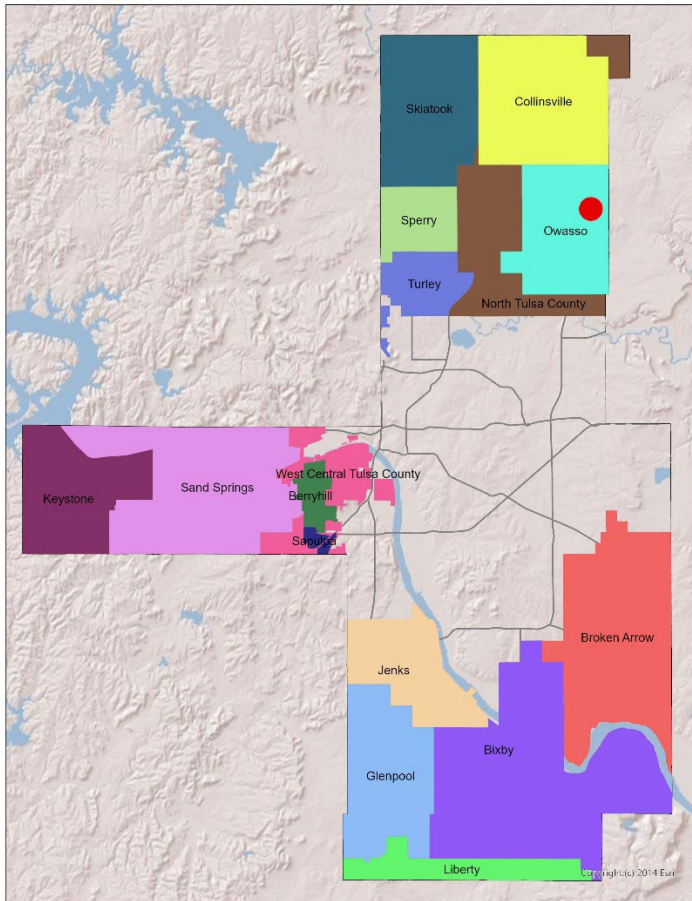 Skiatook
Collinsville
Sperry
Owasso
Turley
North Tulsa County
West Central Tulsa County
Keystone
Sand Springs
Berryhill
Sapulpa
Broken Arrow
Jenks
Bixby
Glenpool
Liberty
Copyright:(c) 2014 Esri